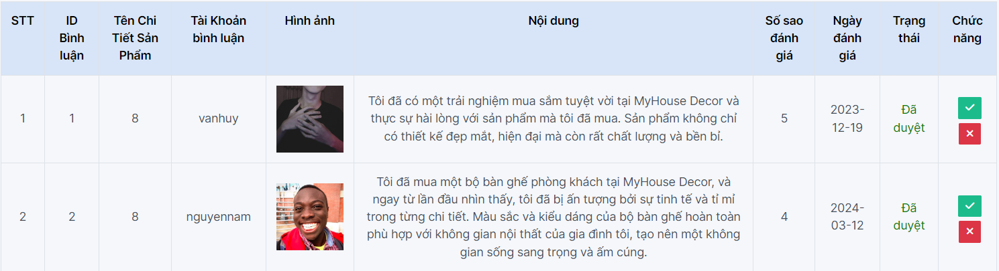 STT
ID
Bình
luận
Tên Chi
Tiết Sản
Phẩm
Tài Khoản
bình luận
Hình ảnh
Nội dung
Số sao
đánh
giá
Ngày
đánh
giá
Trạng
thái
Chức
năng
1
1
8
vanhuy
Tôi đã có một trải nghiệm mua sắm tuyệt vời tại MyHouse Decor và
thực sự hài lòng với sản phẩm mà tôi đã mua. Sản phẩm không chỉ
có thiết kế đẹp mắt, hiện đại mà còn rất chất lượng và bền bỉ.
5
2023-
12-19
Đã
duyệt
2
2
8
nguyennam
Tôi đã mua một bộ bàn ghế phòng khách tại MyHouse Decor, và
ngay từ lần đầu nhìn thấy, tôi đã bị ấn tượng bởi sự tinh tế và tỉ mỉ
trong từng chi tiết. Màu sắc và kiểu dáng của bộ bàn ghế hoàn toàn
phù hợp với không gian nội thất của gia đình tôi, tạo nên một không
gian sống sang trọng và ấm cúng.
4
2024-
03-12
Đã
duyệt